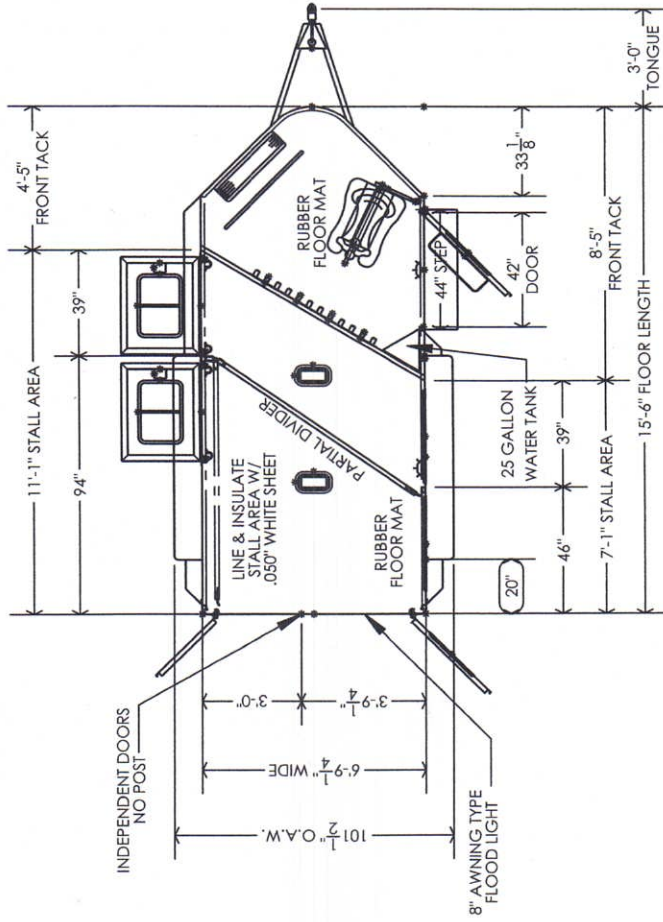 3'-0"
TONGUE
4'-5"
FRONT TACK
33 1/8"
8'-5"
FRONT TACK
42"
DOOR
44" STEP
RUBBER
FLOOR MAT
11'-1" STALL AREA
39"
94"
15'-6" FLOOR LENGTH
25 GALLON
WATER TANK
39"
7'-1" STALL AREA
46"
20"
PARTIAL DIVIDER
LINE & INSULATE
STALL AREA W/
.050" WHITE SHEET
RUBBER
FLOOR MAT
INDEPENDENT DOORS
NO POST
3'-0"
3'-9 1/4"
6'-9 1/4" WIDE
101 1/2" O.A.W.
8" AWNING TYPE
FLOOD LIGHT